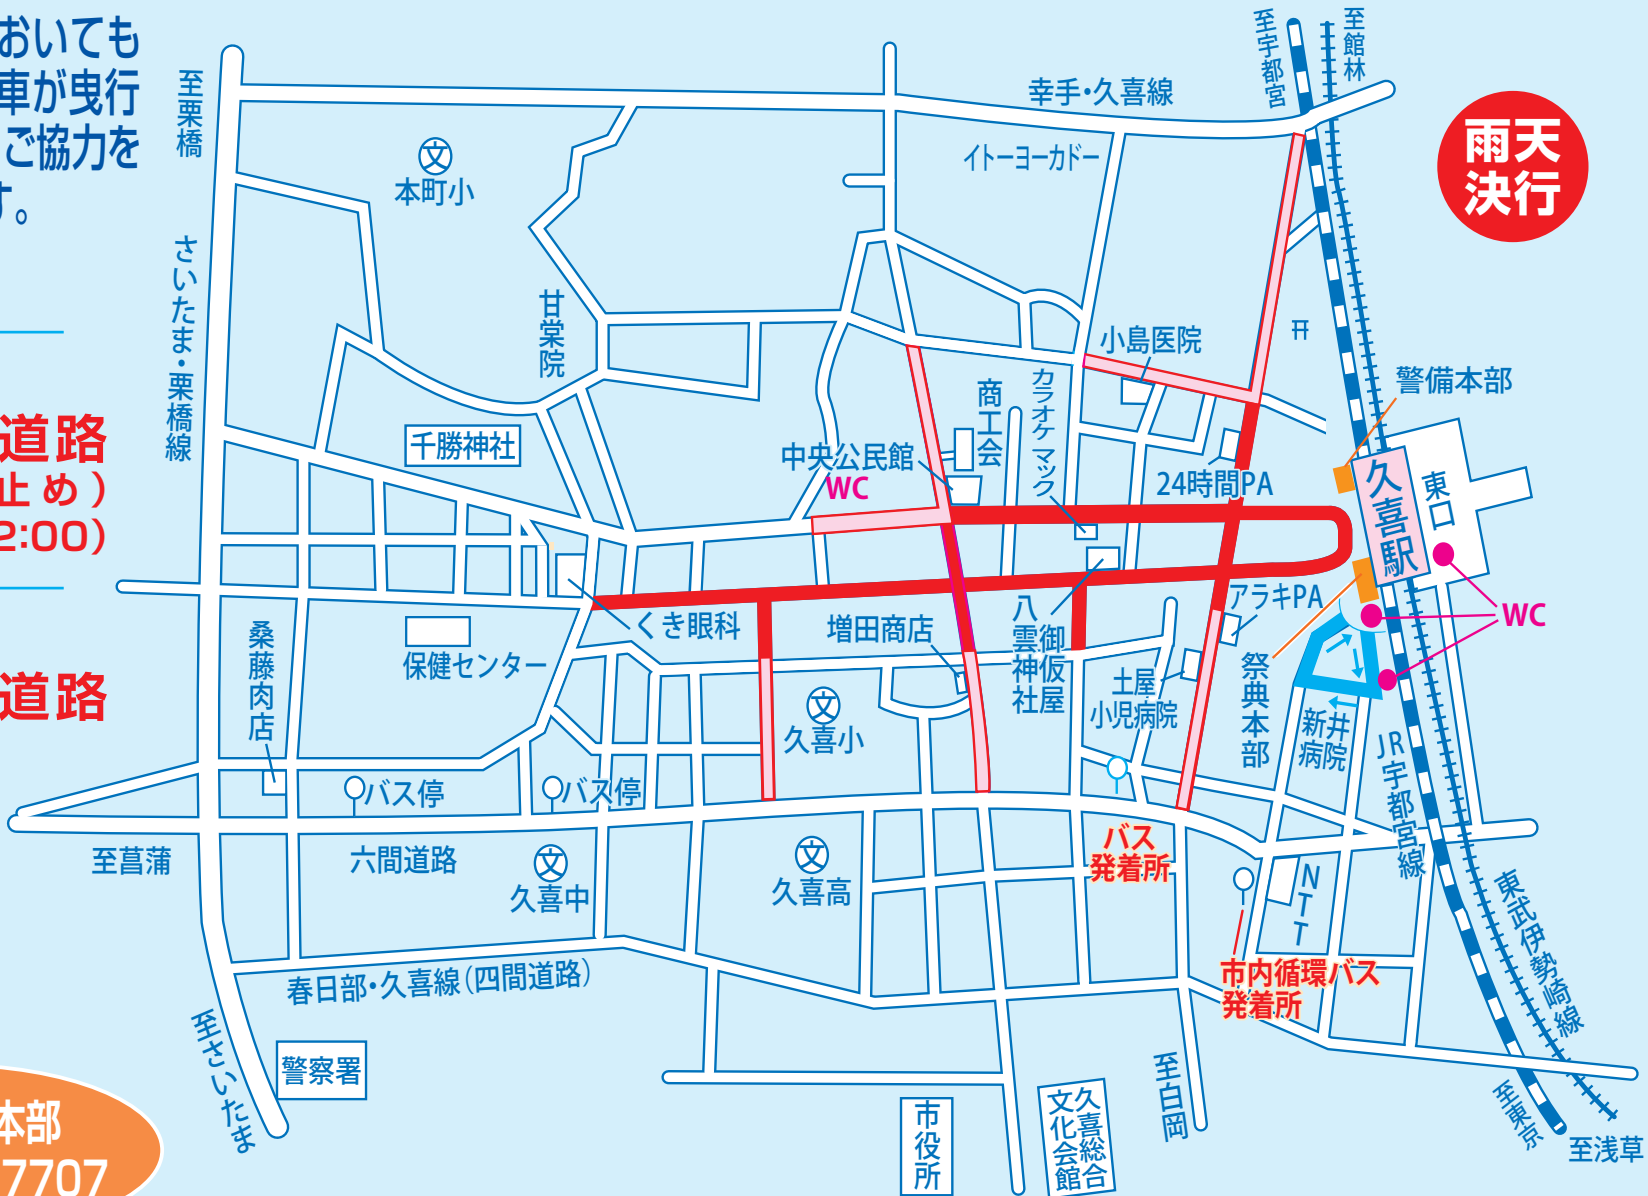 おいても
車が曳行
ご協力を
す。
道路
止め）
2:00）
道路
本部
7707
雨天
決行
至宇都宮
至館林
幸手・久喜線
イトーヨーカドー
至栗橋
さいたま・栗橋線
文
本町小
甘棠院
千勝神社
中央公民館
WC
商工会
カラオケ マック
小島医院
24時間PA
警備本部
久喜駅
東口
WC
アラキPA
祭典本部
新井
病院
くき眼科
保健センター
増田商店
八雲神社
御仮屋
土屋
小児病院
桑藤肉店
文
久喜小
バス停
バス停
至菖蒲
六間道路
文
久喜中
文
久喜高
バス
発着所
NTT
市内循環バス
発着所
JR宇都宮線
東武伊勢崎線
春日部・久喜線（四間道路）
至さいたま
警察署
市役所
久喜総合
文化会館
至白岡
至東京
至浅草